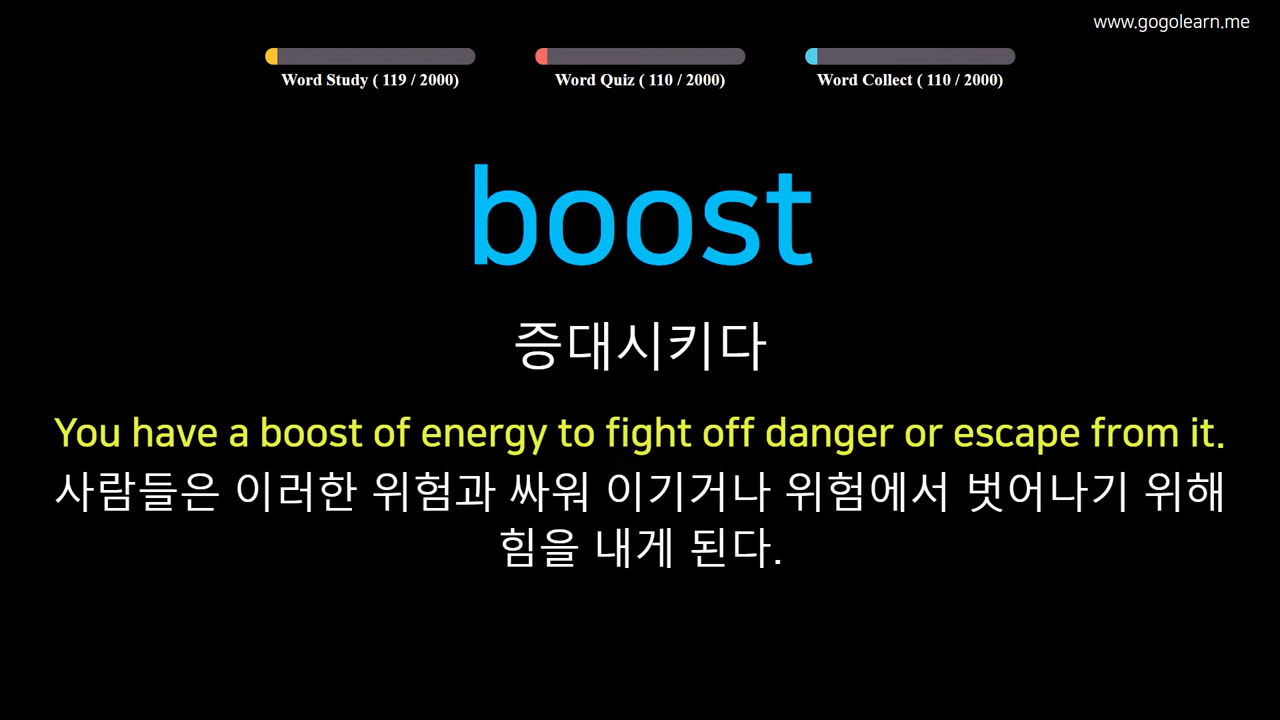 www.gogolearn.me
Word Study ( 119 / 2000)
Word Quiz ( 110 / 2000)
Word Collect ( 110 / 2000)
boost
증대시키다
You have a boost of energy to fight off danger or escape from it.
사람들은 이러한 위험과 싸워 이기거나 위험에서 벗어나기 위해
힘을 내게 된다.